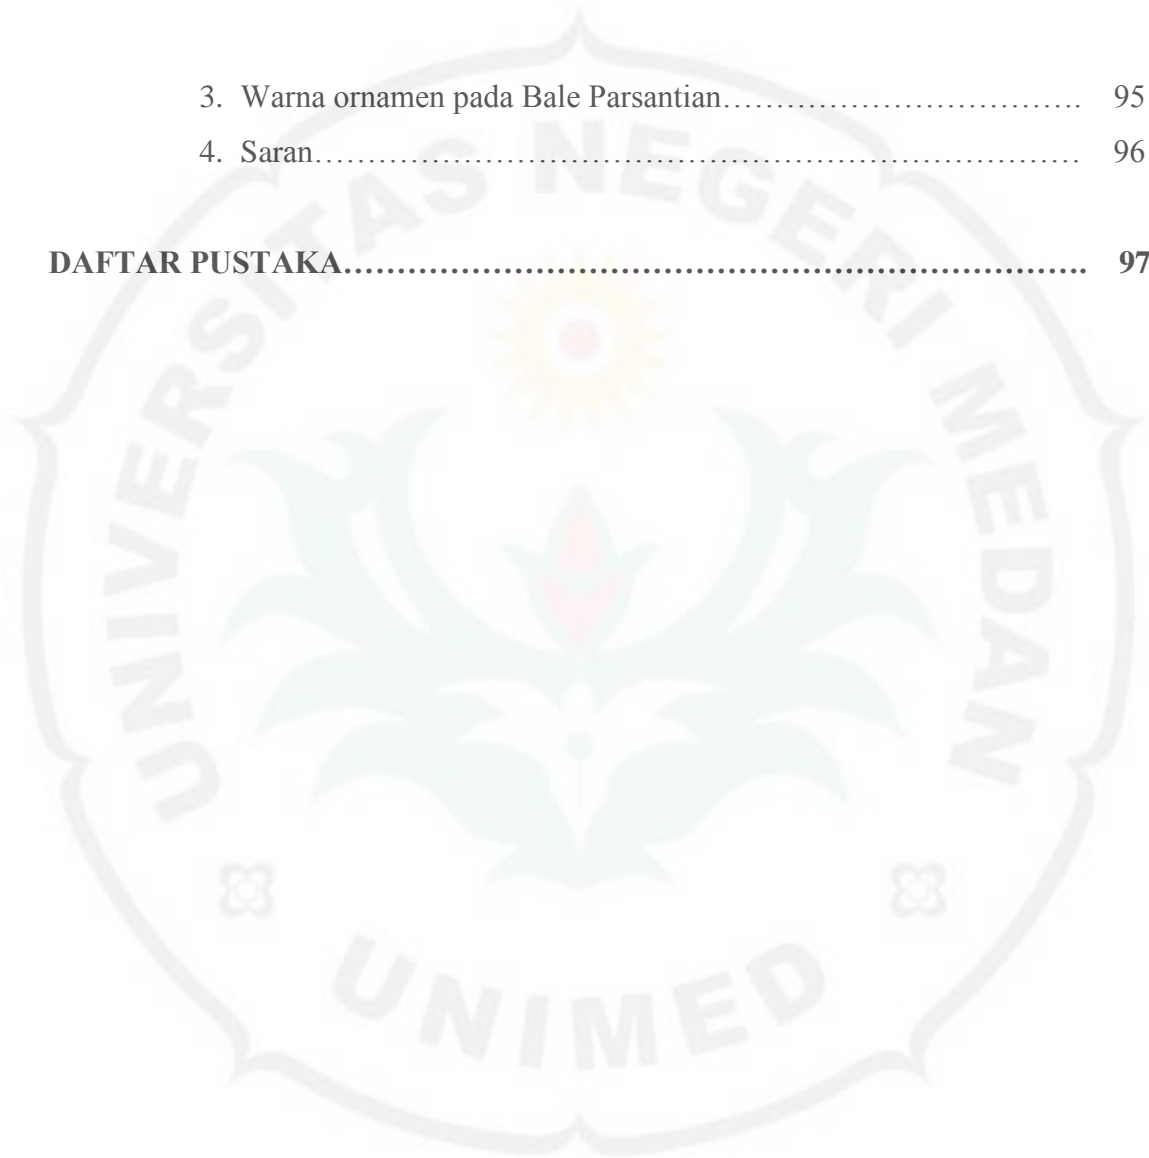 3. Warna ornamen pada Bale Parsantian……………………………. 95
4. Saran……………………………………………………………… 96
DAFTAR PUSTAKA……………………………………………………………. 97
UNIVERSITAS NEGERI MEDAN
UNIMED